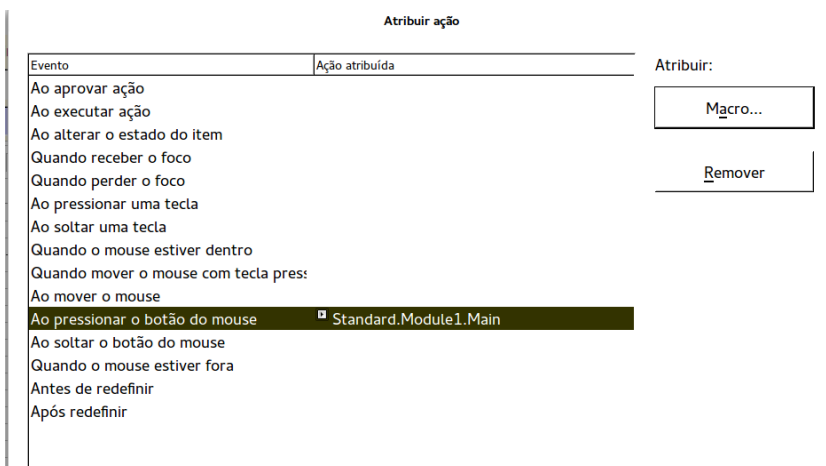 Atribuir ação
Evento Ação atribuída
Atribuir:
Ao aprovar ação
Macro...
Ao executar ação
Ao alterar o estado do item
Quando receber o foco
Remover
Quando perder o foco
Ao pressionar uma tecla
Ao soltar uma tecla
Quando o mouse estiver dentro
Quando mover o mouse com tecla press
Ao mover o mouse
Ao pressionar o botão do mouse Standard.Module1.Main
Ao soltar o botão do mouse
Quando o mouse estiver fora
Antes de redefinir
Após redefinir